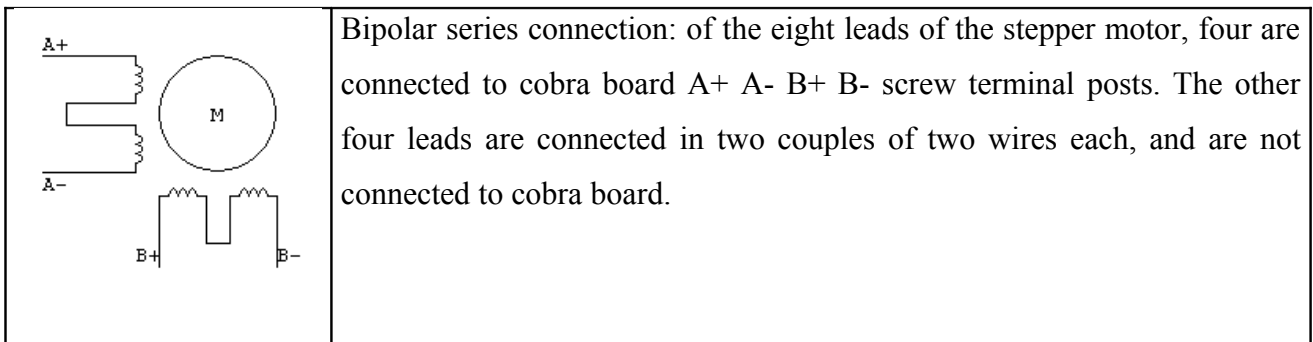 A+
M
A-
B+
B-
Bipolar series connection: of the eight leads of the stepper motor, four are
connected to cobra board A+ A- B+ B- screw terminal posts. The other
four leads are connected in two couples of two wires each, and are not
connected to cobra board.